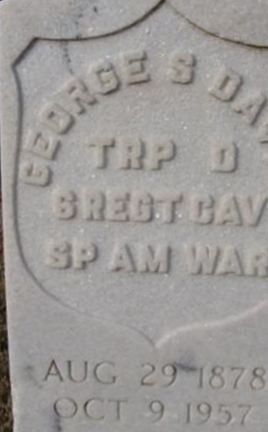 GEORGE S DA
TRP D
6 REGT CAV
SP AM WAR
AUG 29 1878
OCT 9 1957